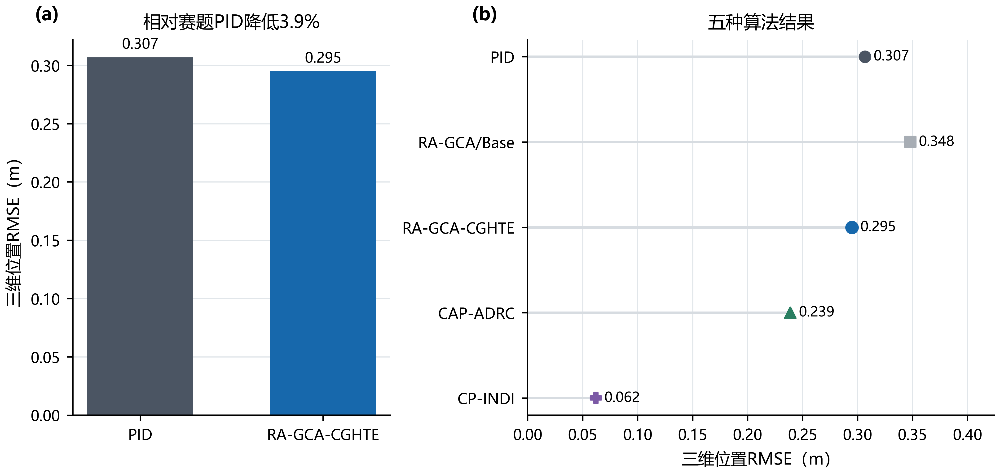 (a)
相对赛题PID降低3.9%
三维位置RMSE（m）
0.30
0.25
0.20
0.15
0.10
0.05
0.00
0.307
0.295
PID
RA-GCA-CGHTE
(b)
五种算法结果
PID
0.307
RA-GCA/Base
0.348
RA-GCA-CGHTE
0.295
CAP-ADRC
0.239
CP-INDI
0.062
0.00 0.05 0.10 0.15 0.20 0.25 0.30 0.35 0.40
三维位置RMSE（m）